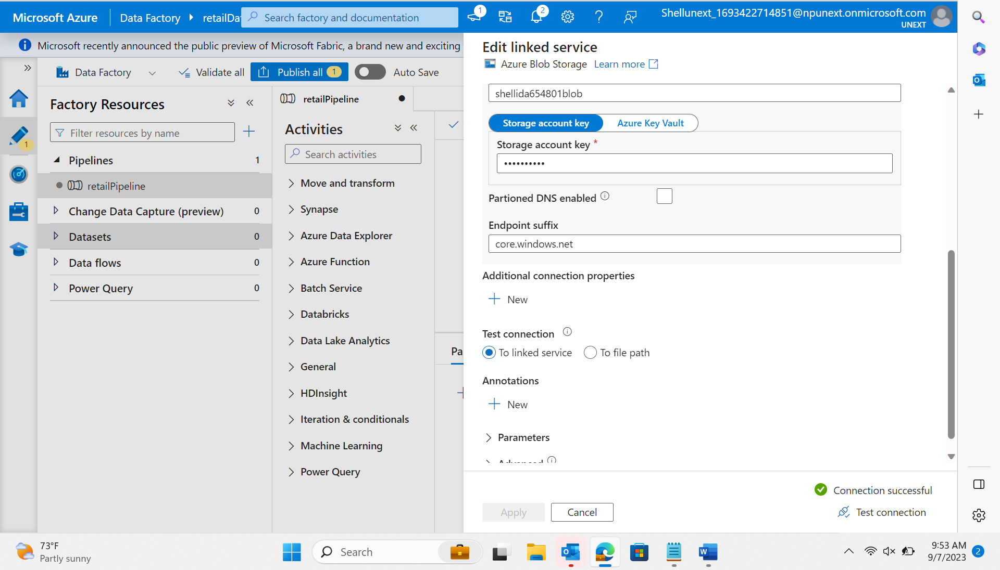 Microsoft Azure
Data Factory
retailDa
Search factory and documentation
1
2
Shellunext_1693422714851@npunext.onmicrosoft.com
UNEXT
Microsoft recently announced the public preview of Microsoft Fabric, a brand new and exciting
Data Factory
Validate all
Publish all 1
Auto Save
Factory Resources
Filter resources by name
1
Pipelines 1
retailPipeline
Change Data Capture (preview) 0
Datasets 0
Data flows 0
Power Query 0
retailPipeline
Activities
Search activities
Move and transform
Synapse
Azure Data Explorer
Azure Function
Batch Service
Databricks
Data Lake Analytics
General
HDInsight
Iteration & conditionals
Machine Learning
Power Query
Pa
Edit linked service
Azure Blob Storage Learn more
shellida654801blob
Storage account key Azure Key Vault
Storage account key *
••••••••••
Partioned DNS enabled
Endpoint suffix
core.windows.net
Additional connection properties
New
Test connection
To linked service To file path
Annotations
New
Parameters
Advanced
Connection successful
Apply Cancel Test connection
73°F
Partly sunny
Search
9:53 AM
9/7/2023
2